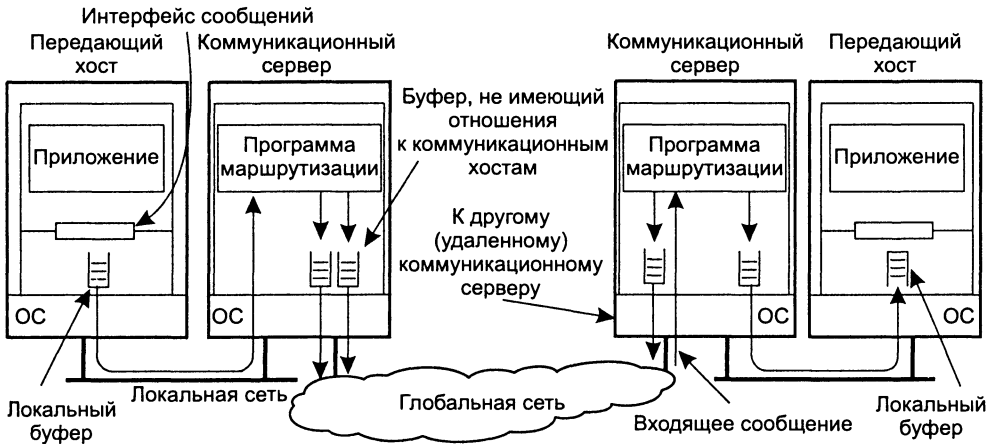 Интерфейс сообщений
Передающий
хост
Коммуникационный
сервер
Коммуникационный
сервер
Передающий
хост
Буфер, не имеющий
отношения
к коммуникационным
хостам
Приложение
Программа
маршрутизации
Программа
маршрутизации
Приложение
К другому
(удаленному)
коммуникационному
серверу
ОС
ОС
ОС
ОС
Локальная сеть
Глобальная сеть
Локальный
буфер
Входящее сообщение
Локальный
буфер